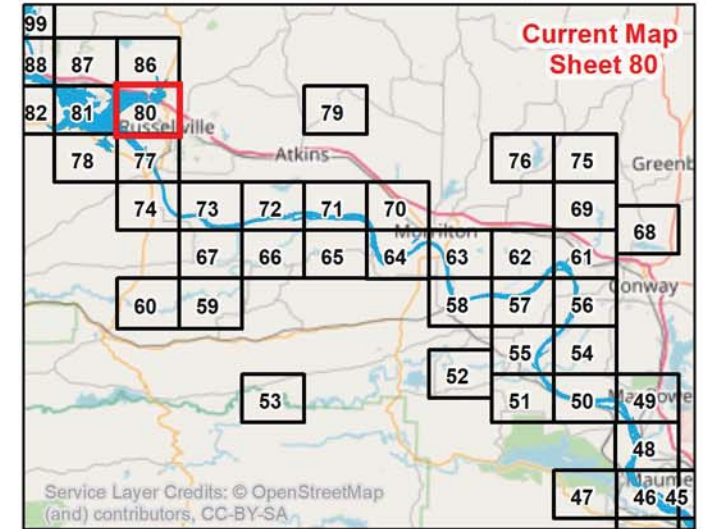 99
Current Map
Sheet 80
88 87 86
82 81 80 79
Russellville
Atkins
78 77 76 75 Greenb
74 73 72 71 70 69
68
Morrilton
67 66 65 64 63 62 61
Conway
60 59 58 57 56
55 54
52
53 51 50 49
48
Maume
47 46 45
Service Layer Credits: © OpenStreetMap
(and) contributors, CC-BY-SA